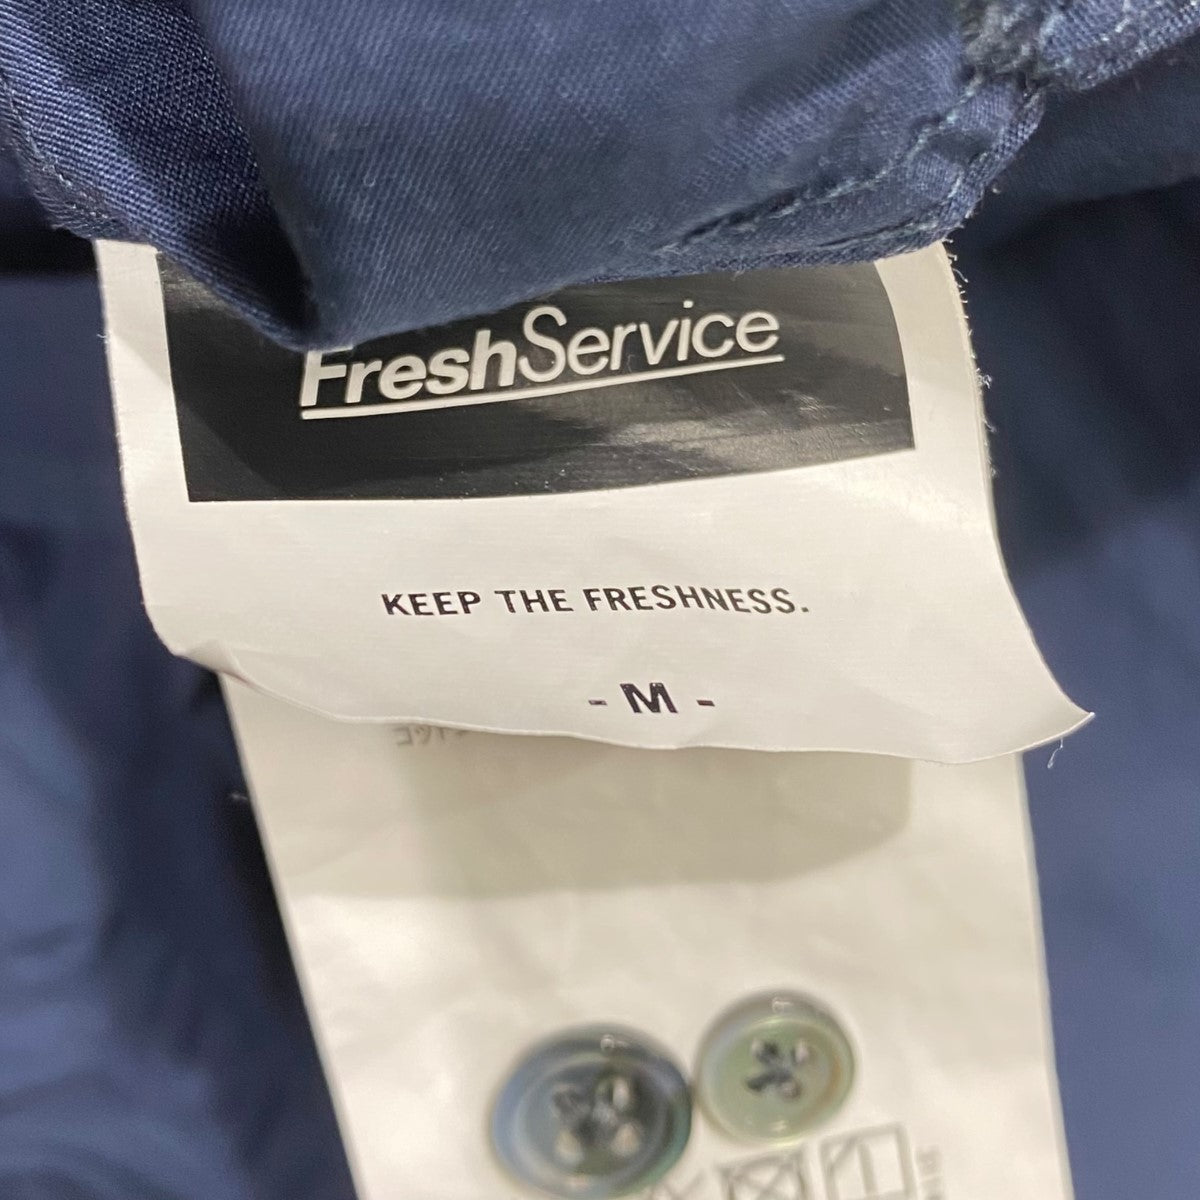 FreshService
KEEP THE FRESHNESS.
- M -